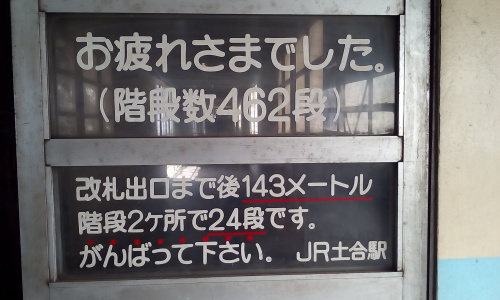 お疲れさまでした。
（階段数462段）
改札出口まで後143メートル
階段2ケ所で24段です。
がんばって下さい。 JR土合駅